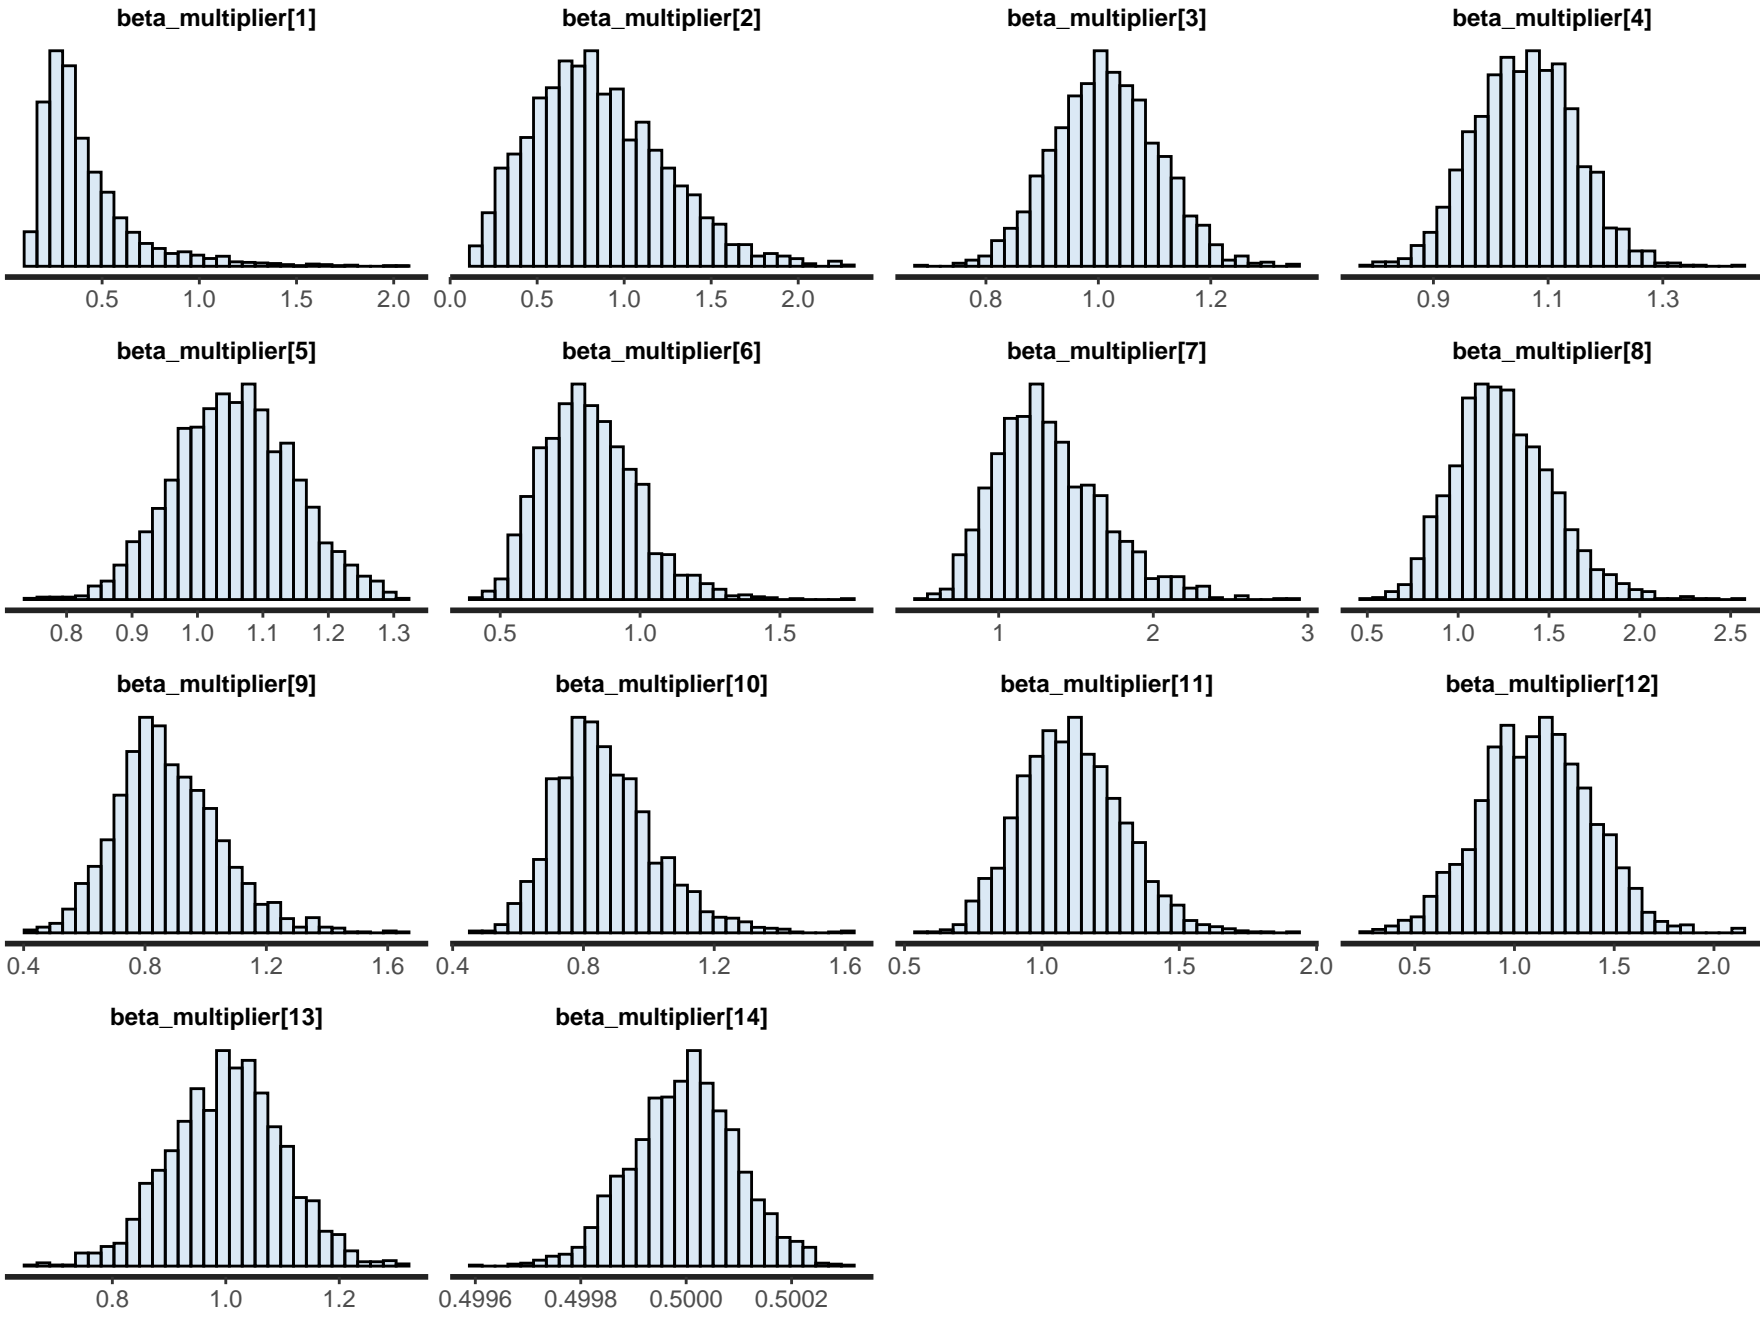 beta_multiplier[1] beta_multiplier[2] beta_multiplier[3] beta_multiplier[4]
0.5 1.0 1.5 2.0 0.0 0.5 1.0 1.5 2.0 0.8 1.0 1.2 0.9 1.1 1.3
beta_multiplier[5] beta_multiplier[6] beta_multiplier[7] beta_multiplier[8]
0.8 0.9 1.0 1.1 1.2 1.3 0.5 1.0 1.5 1 2 3 0.5 1.0 1.5 2.0 2.5
beta_multiplier[9] beta_multiplier[10] beta_multiplier[11] beta_multiplier[12]
0.4 0.8 1.2 1.6 0.4 0.8 1.2 1.6 0.5 1.0 1.5 2.0 0.5 1.0 1.5 2.0
beta_multiplier[13] beta_multiplier[14]
0.8 1.0 1.2 0.4996 0.4998 0.5000 0.5002